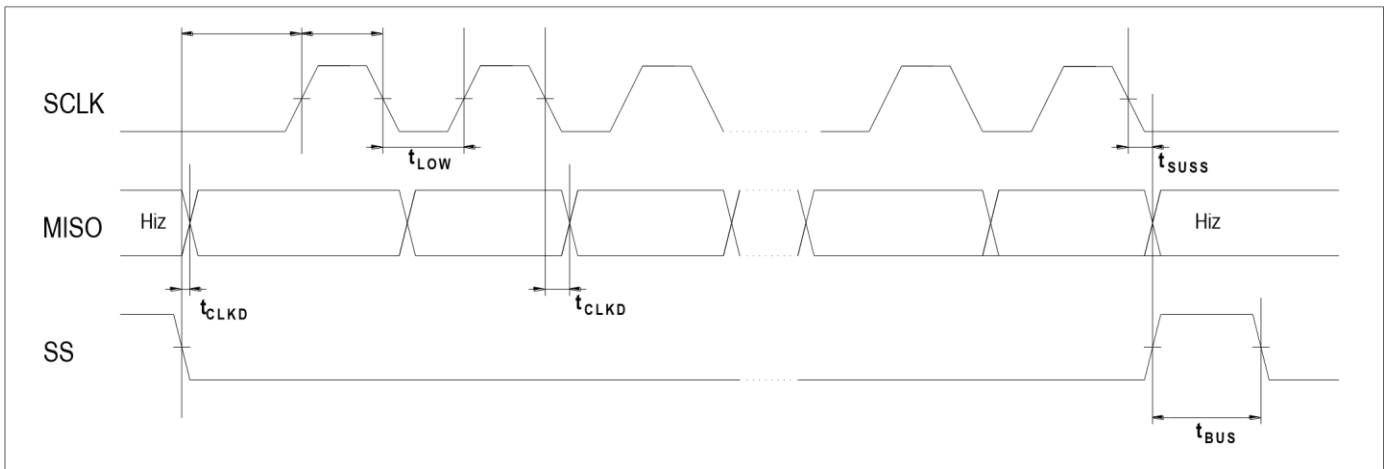 SCLK
tLOW
tSUSS
MISO
Hiz
Hiz
tCLKD
tCLKD
SS
tBUS